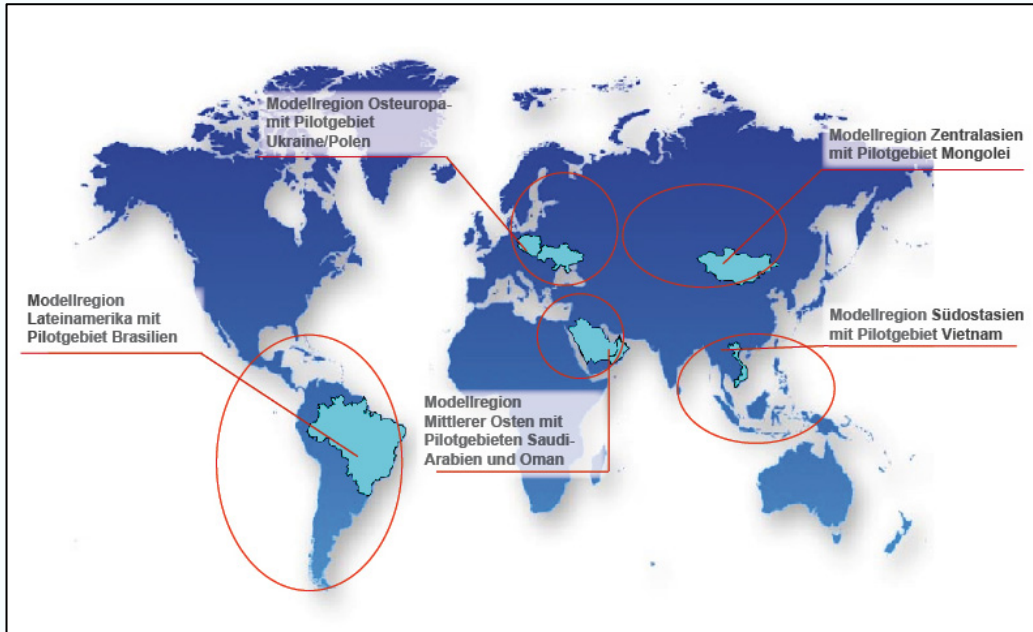 Modellregion Osteuropa-
mit Pilotgebiet
Ukraine/Polen
Modellregion Zentralasien
mit Pilotgebiet Mongolei
Modellregion
Lateinamerika mit
Pilotgebiet Brasilien
Modellregion Südostasien
mit Pilotgebiet Vietnam
Modellregion
Mittlerer Osten mit
Pilotgebieten Saudi-
Arabien und Oman